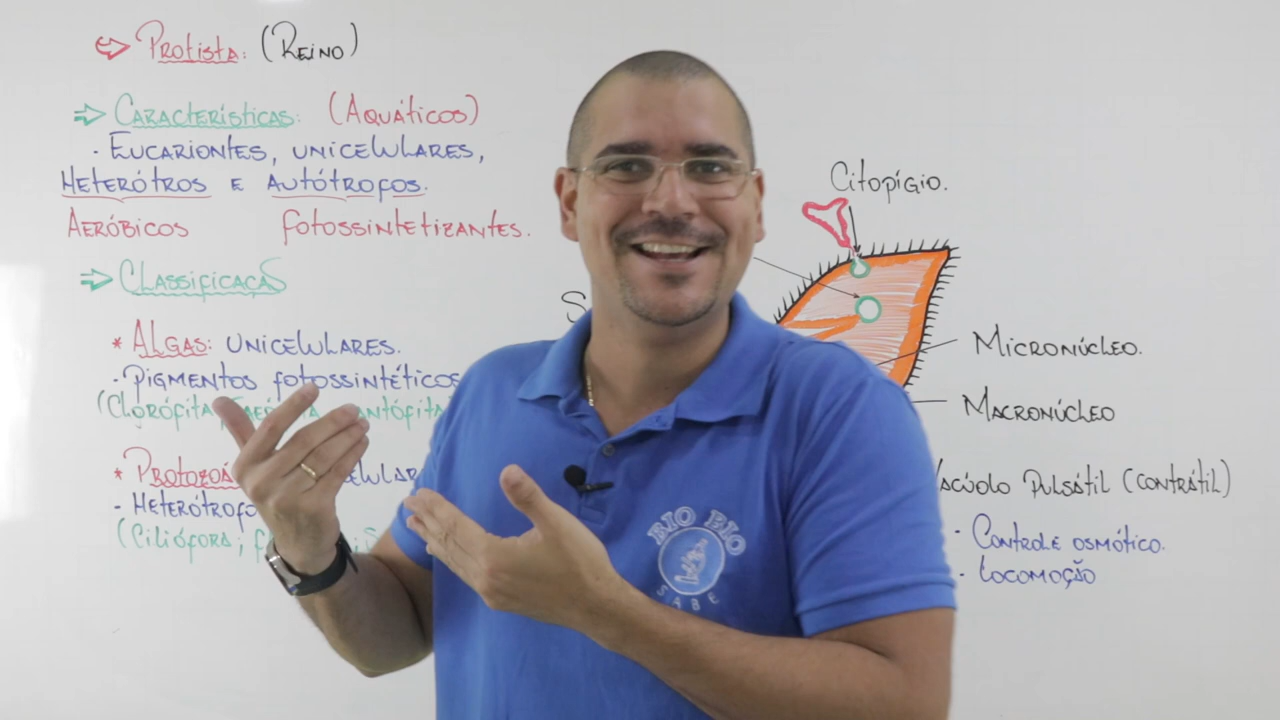 Protista: (Reino)
Características: (Aquáticos)
· Eucariontes, unicelulares,
Heterótros e autótrofos.
Aeróbicos fotossintetizantes.
Classificação
* Algas: unicelulares.
· Pigmentos fotossintéticos
(Clorófita,
* Protozoá
- Heterótrofo
(Cilióфora;
Citopígio.
Micronúcleo.
Macronúcleo
Vacúolo Pulsátil (contrátil)
· Controle osmótico.
· Locomoção
BIO BIO
SABE